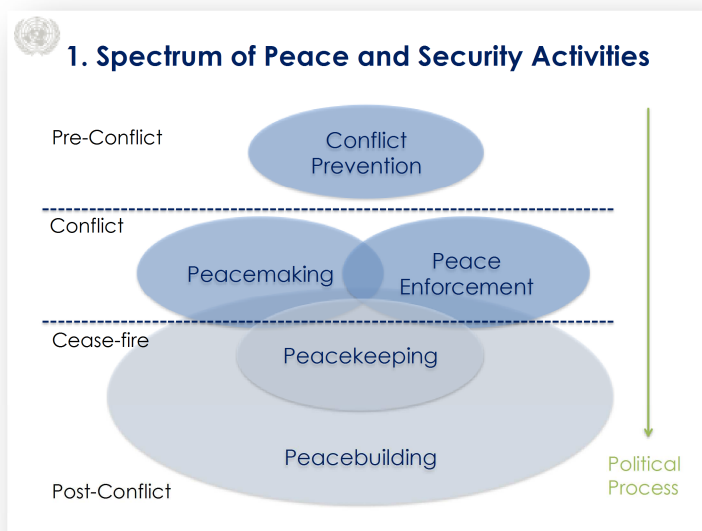 1. Spectrum of Peace and Security Activities
Pre-Conflict
Conflict
Prevention
Conflict
Peacemaking
Peace
Enforcement
Cease-fire
Peacekeeping
Peacebuilding
Political
Process
Post-Conflict